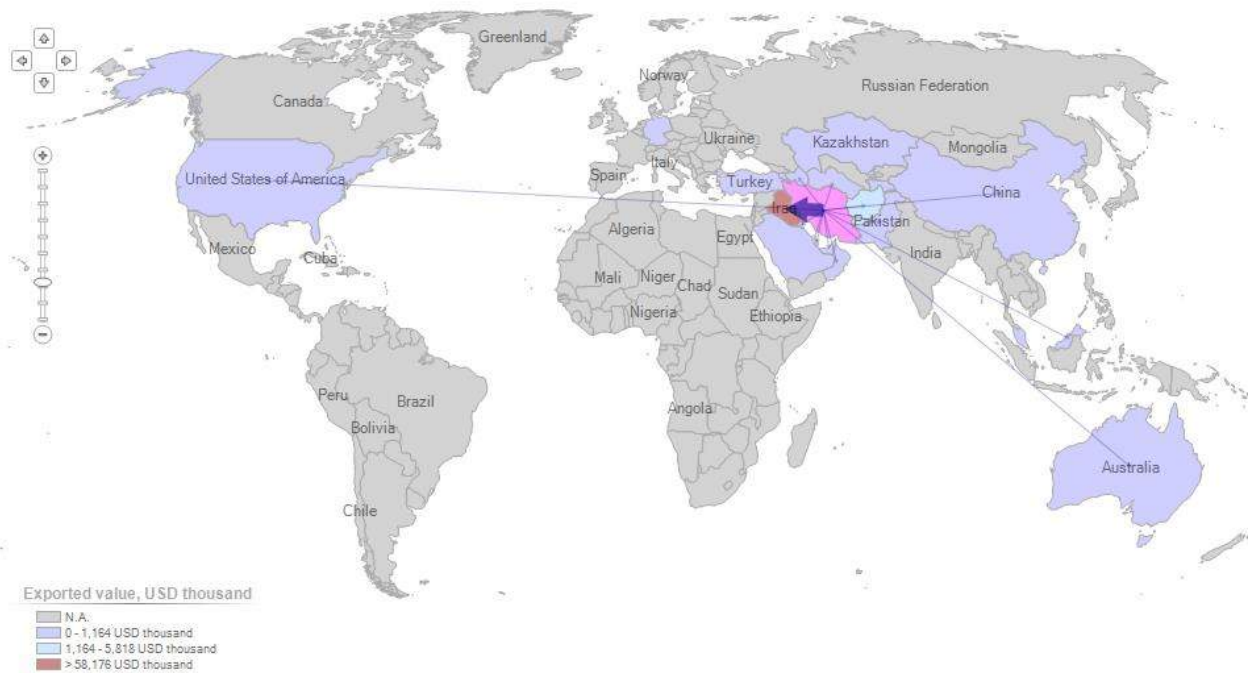 Greenland
Norway
Russian Federation
Canada
Ukraine
Kazakhstan
Mongolia
Italy
Spain
United States of America
Turkey
China
Iraq
Pakistan
Mexico
Algeria
Egypt
India
Cuba
Mali
Niger
Chad
Sudan
Nigeria
Ethiopia
Peru
Brazil
Angola
Bolivia
Australia
Chile
Exported value, USD thousand
N.A.
0 - 1,164 USD thousand
1,164 - 5,818 USD thousand
> 58,176 USD thousand